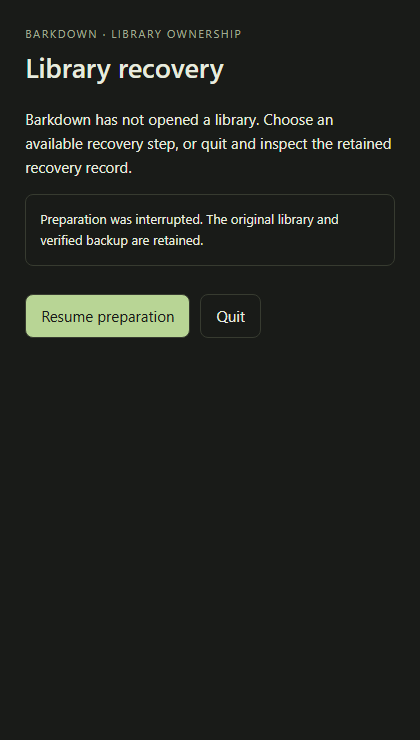 BARKDOWN · LIBRARY OWNERSHIP
Library recovery
Barkdown has not opened a library. Choose an
available recovery step, or quit and inspect the retained
recovery record.
Preparation was interrupted. The original library and
verified backup are retained.
Resume preparation
Quit